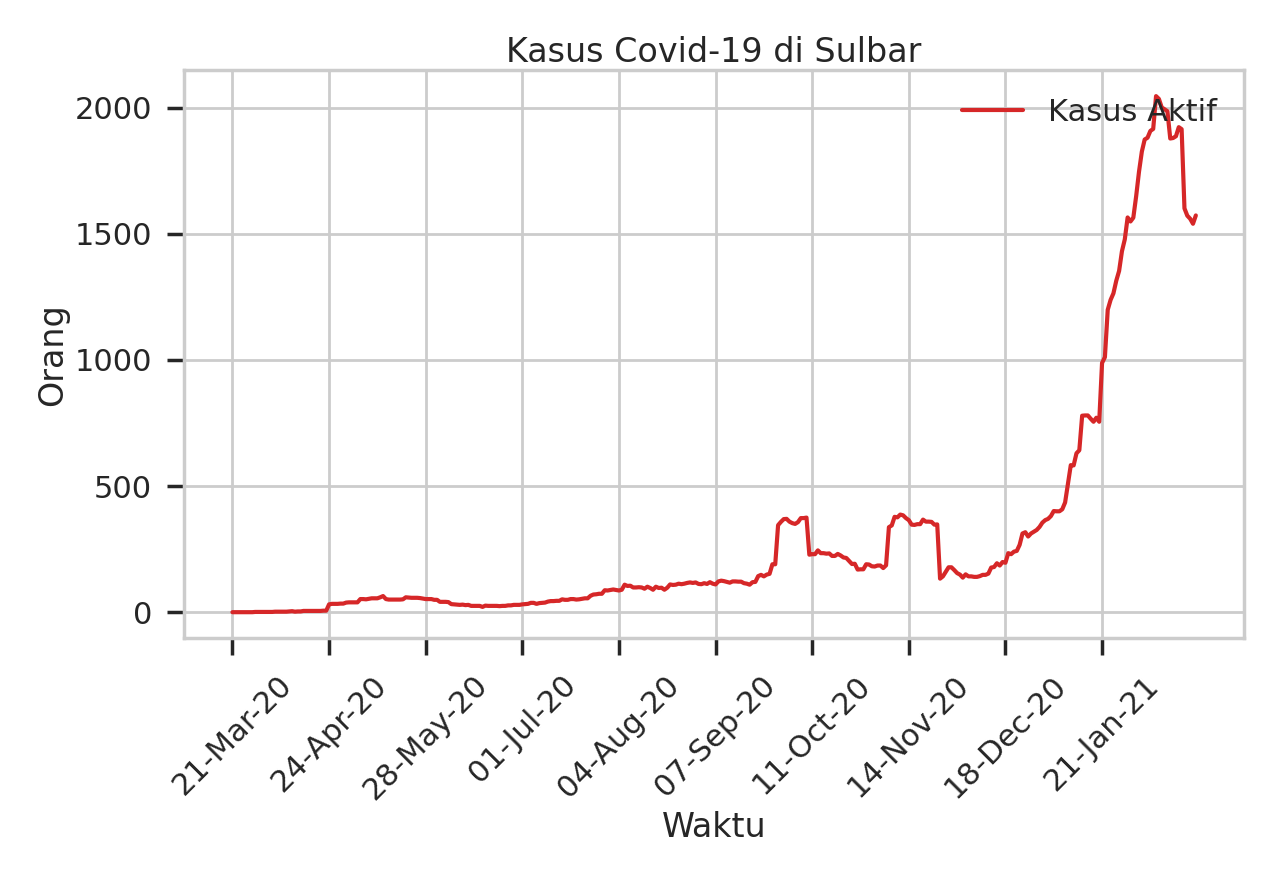 Kasus Covid-19 di Sulbar
Kasus Aktif
2000
1500
1000
500
0
Orang
21-Mar-20
24-Apr-20
28-May-20
01-Jul-20
04-Aug-20
07-Sep-20
11-Oct-20
14-Nov-20
18-Dec-20
21-Jan-21
Waktu